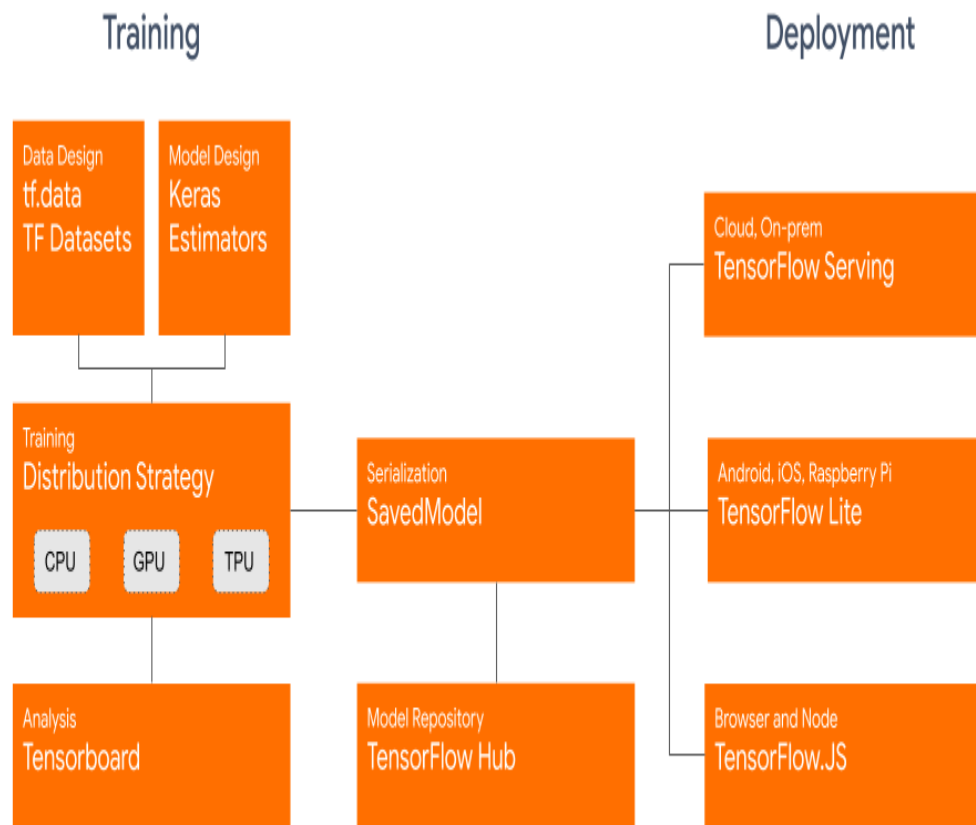 Training
Deployment
Data Design
tf.data
TF Datasets
Model Design
Keras
Estimators
Cloud, On-prem
TensorFlow Serving
Training
Distribution Strategy
CPU
GPU
TPU
Serialization
SavedModel
Android, iOS, Raspberry Pi
TensorFlow Lite
Analysis
Tensorboard
Model Repository
TensorFlow Hub
Browser and Node
TensorFlow.JS